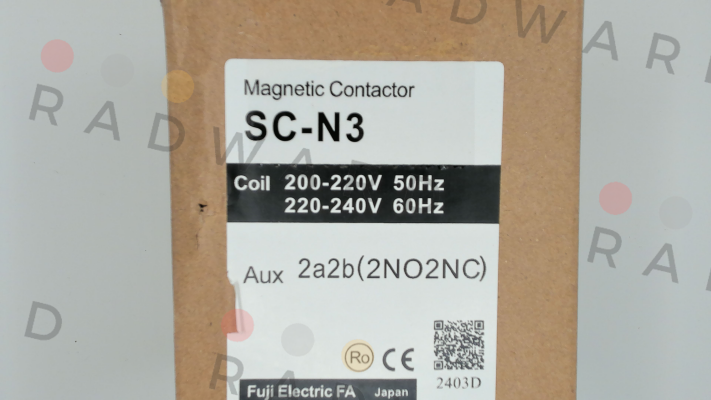 RADWARD
Magnetic Contactor
SC-N3
Coil 200-220V 50Hz
220-240V 60Hz
Aux 2a2b(2NO2NC)
Ro CE
2403D
Fuji Electric FA Japan